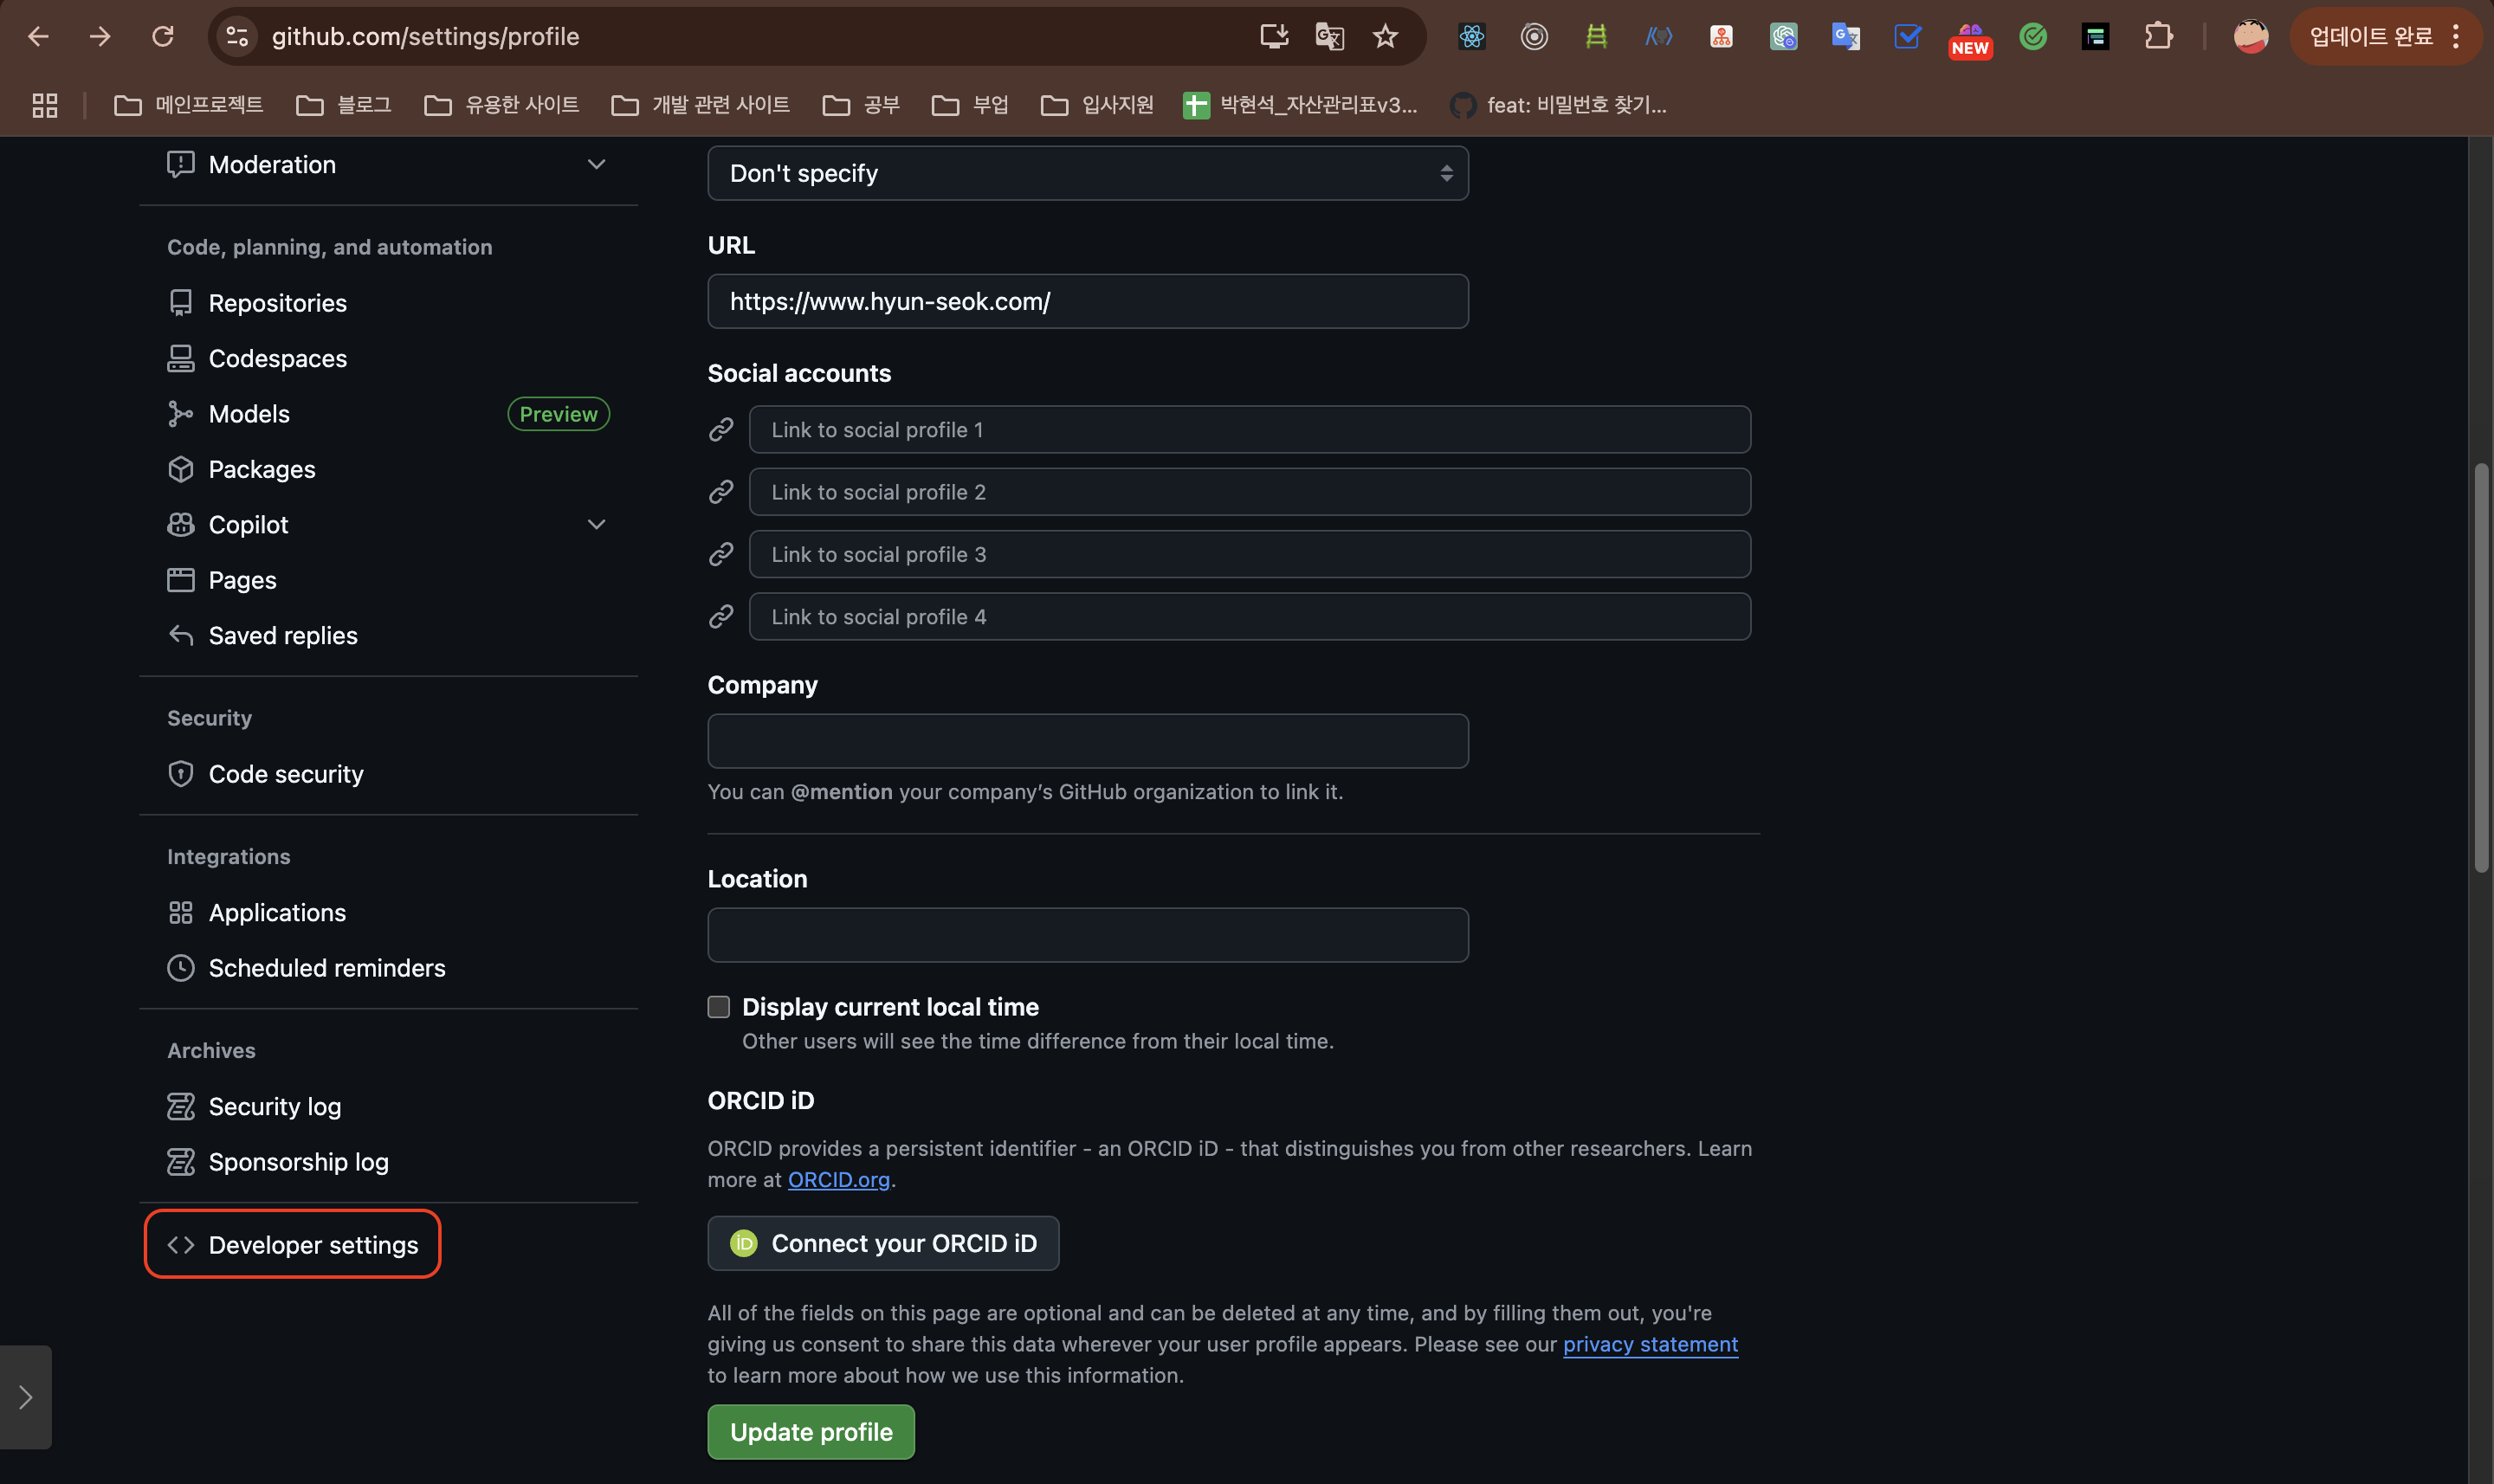 github.com/settings/profile
NEW
업데이트 완료
메인프로젝트
블로그
유용한 사이트
개발 관련 사이트
공부
부업
입사지원
박현석_자산관리표v3...
feat: 비밀번호 찾기...
Moderation
Code, planning, and automation
Repositories
Codespaces
Models
Preview
Packages
Copilot
Pages
Saved replies
Security
Code security
Integrations
Applications
Scheduled reminders
Archives
Security log
Sponsorship log
Developer settings
Don't specify
URL
https://www.hyun-seok.com/
Social accounts
Link to social profile 1
Link to social profile 2
Link to social profile 3
Link to social profile 4
Company
You can @mention your company’s GitHub organization to link it.
Location
Display current local time
Other users will see the time difference from their local time.
ORCID iD
ORCID provides a persistent identifier - an ORCID iD - that distinguishes you from other researchers. Learn
more at ORCID.org.
iD Connect your ORCID iD
All of the fields on this page are optional and can be deleted at any time, and by filling them out, you're
giving us consent to share this data wherever your user profile appears. Please see our privacy statement
to learn more about how we use this information.
Update profile